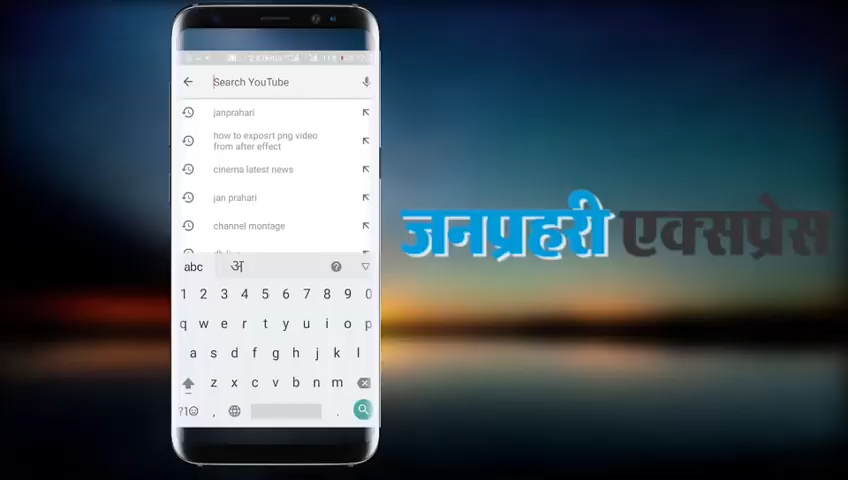 Search YouTube
janprahari
how to exposrt png video
from after effect
cinema latest news
jan prahari
channel montage
abc अ
1 2 3 4 5 6 7 8 9 0
q w e r t y u i o p
a s d f g h j k l
z x c v b n m
?1☺ , .
जनप्रहरी एक्सप्रेस